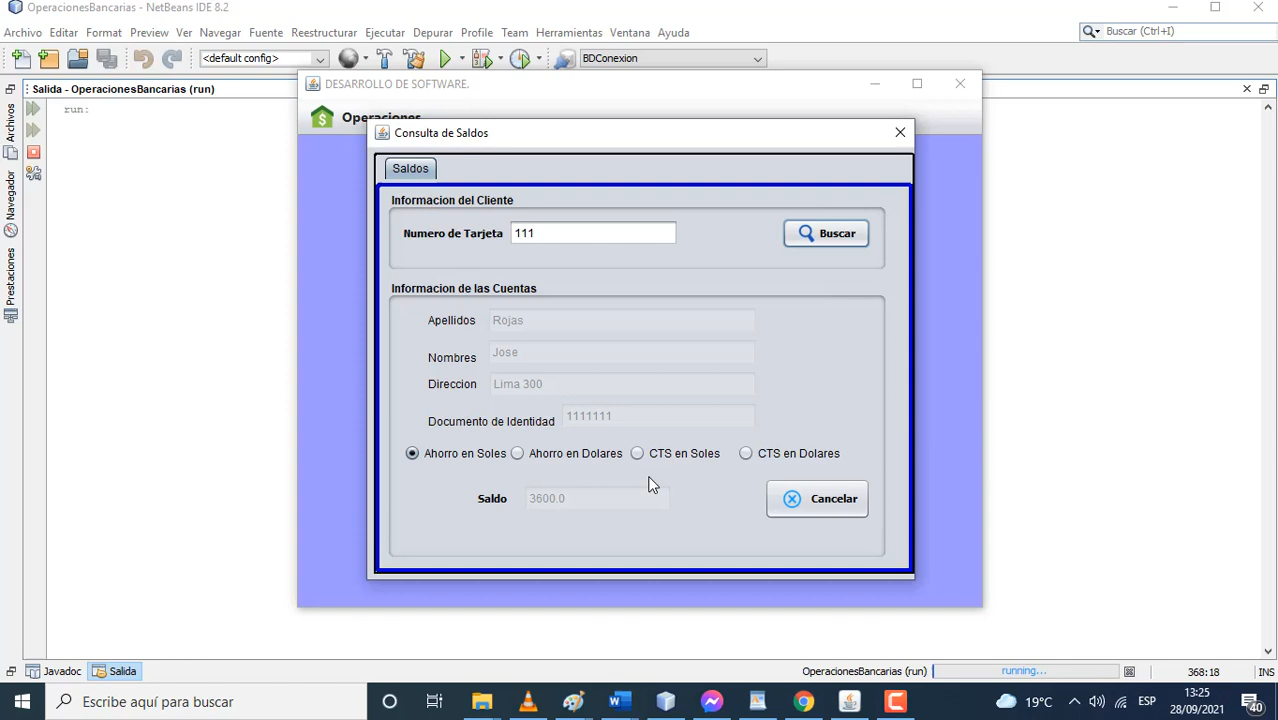 OperacionesBancarias - NetBeans IDE 8.2
Archivo Editar Format Preview Ver Navegar Fuente Reestructurar Ejecutar Depurar Profile Team Herramientas Ventana Ayuda
Buscar (Ctrl+I)
<default config>
BDConexion
Salida - OperacionesBancarias (run)
run:
Archivos
Navegador
Prestaciones
DESARROLLO DE SOFTWARE.
Operaciones
Consulta de Saldos
Saldos
Informacion del Cliente
Numero de Tarjeta 111 Buscar
Informacion de las Cuentas
Apellidos Rojas
Nombres Jose
Direccion Lima 300
Documento de Identidad 1111111
Ahorro en Soles Ahorro en Dolares CTS en Soles CTS en Dolares
Saldo 3600.0 Cancelar
Javadoc Salida
OperacionesBancarias (run) running... 368:18 INS
Escribe aquí para buscar
19°C ESP
13:25
28/09/2021
40